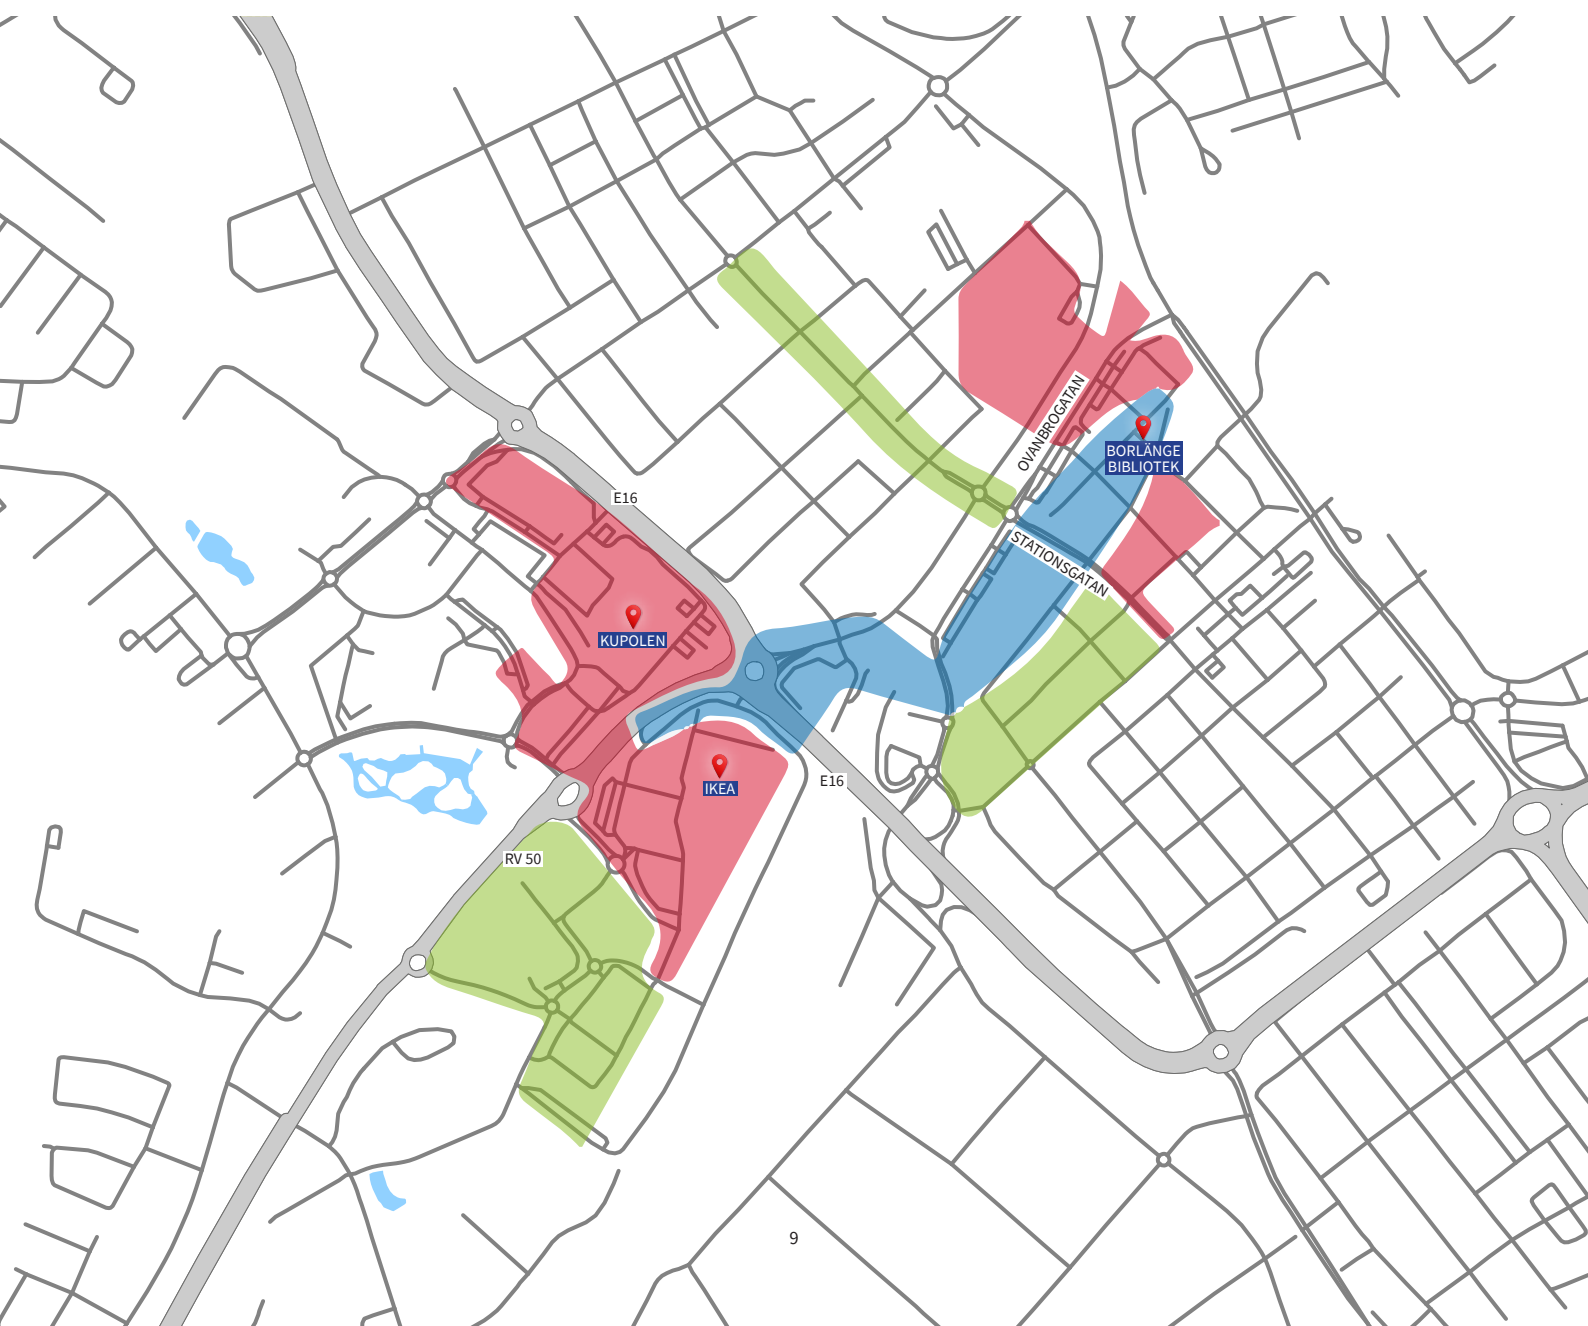 OVANBROGATAN
BORLÄNGE
BIBLIOTEK
E16
STATIONSGATAN
KUPOLEN
E16
IKEA
RV 50
9